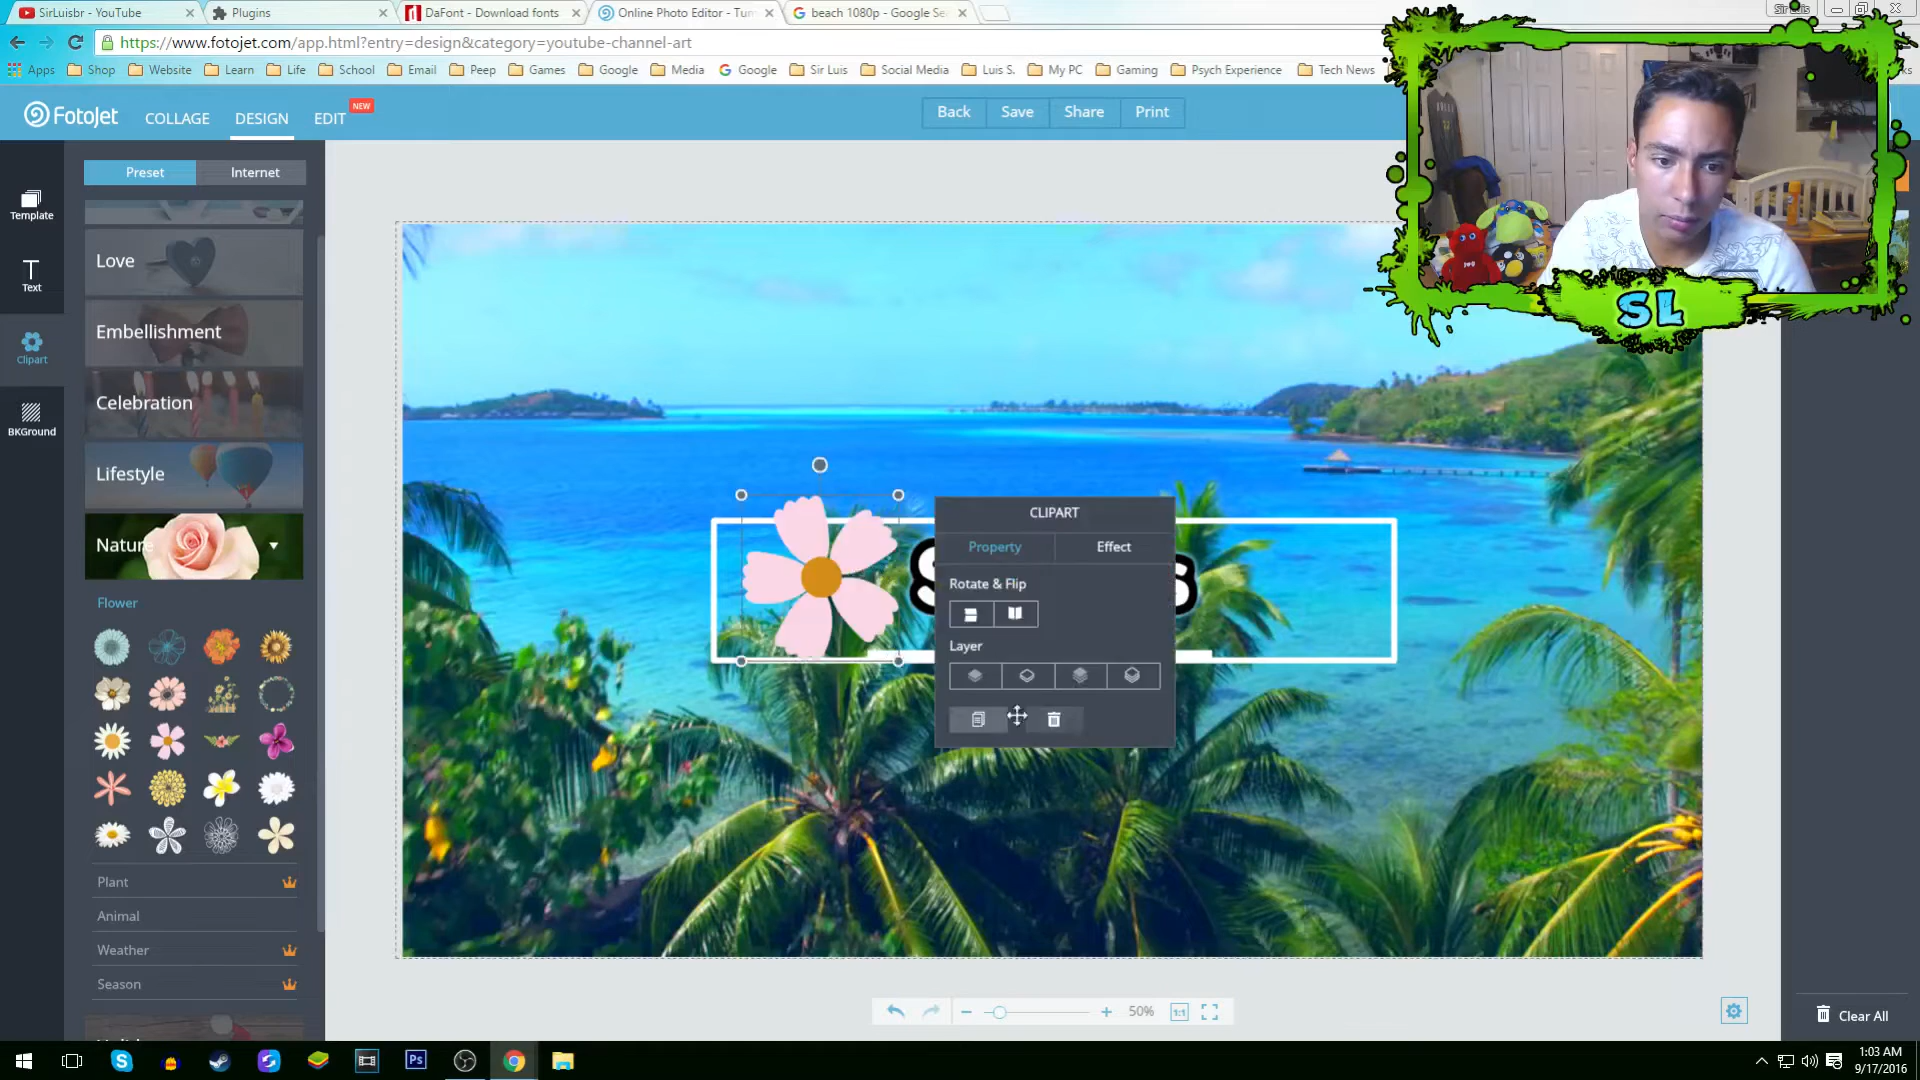 SirLuisbr - YouTube
Plugins
DaFont - Download fonts
Online Photo Editor - Tum
beach 1080p - Google Se
https://www.fotojet.com/app.html?entry=design&category=youtube-channel-art
Apps
Shop
Website
Learn
Life
School
Email
Peep
Games
Google
Media
Google
Sir Luis
Social Media
Luis S.
My PC
Gaming
Psych Experience
Tech News
FotoJet
COLLAGE
DESIGN
EDIT
NEW
Back
Save
Share
Print
Template
Text
Clipart
BKGround
Preset
Internet
Love
Embellishment
Celebration
Lifestyle
Nature
Flower
Plant
Animal
Weather
Season
CLIPART
Property
Effect
Rotate & Flip
Layer
SL
50%
1:1
Clear All
Ps
1:03 AM
9/17/2016